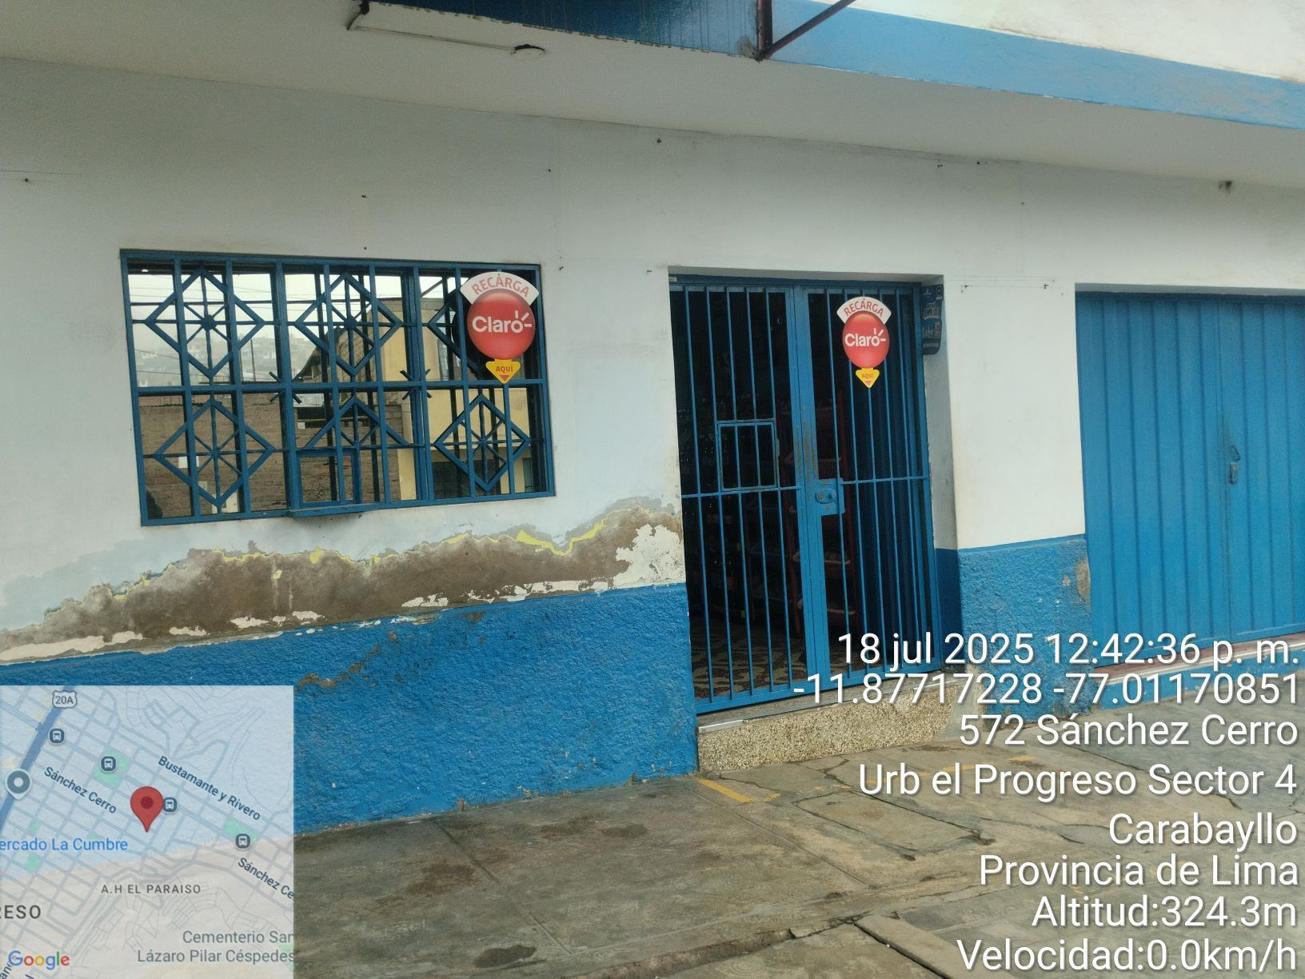 RECARGA
Claro
AQUÍ
RECARGA
Claro
AQUÍ
18 jul 2025 12:42:36 p. m.
-11.87717228 -77.01170851
572 Sánchez Cerro
Urb el Progreso Sector 4
Carabayllo
Provincia de Lima
Altitud:324.3m
Velocidad:0.0km/h
20A
Bustamante y Rivero
Sánchez Cerro
ercado La Cumbre
Sánchez Ce
A.H EL PARAISO
RESO
Cementerio San
Lázaro Pilar Céspedes
Google